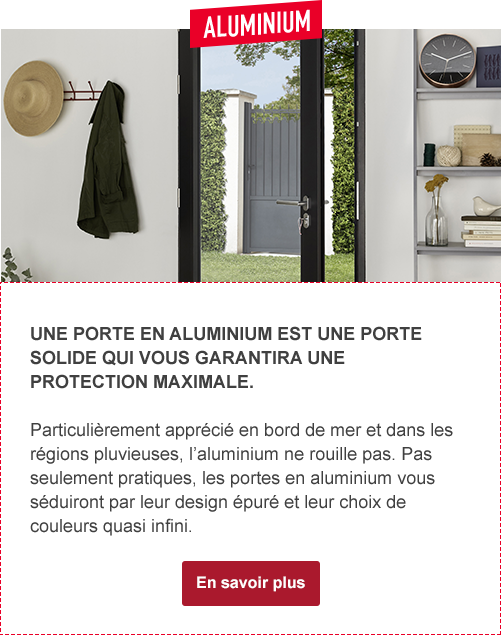 ALUMINIUM
UNE PORTE EN ALUMINIUM EST UNE PORTE
SOLIDE QUI VOUS GARANTIRA UNE
PROTECTION MAXIMALE.
Particulièrement apprécié en bord de mer et dans les
régions pluvieuses, l’aluminium ne rouille pas. Pas
seulement pratiques, les portes en aluminium vous
séduiront par leur design épuré et leur choix de
couleurs quasi infini.
En savoir plus